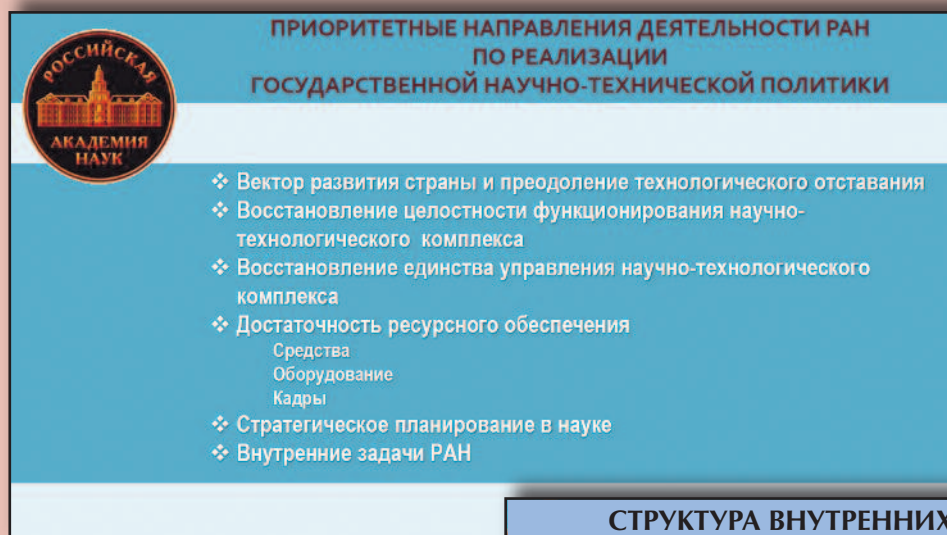 РОССИЙСКАЯ
АКАДЕМИЯ
НАУК
ПРИОРИТЕТНЫЕ НАПРАВЛЕНИЯ ДЕЯТЕЛЬНОСТИ РАН
ПО РЕАЛИЗАЦИИ
ГОСУДАРСТВЕННОЙ НАУЧНО-ТЕХНИЧЕСКОЙ ПОЛИТИКИ
❖ Вектор развития страны и преодоление технологического отставания
❖ Восстановление целостности функционирования научно-
технологического комплекса
❖ Восстановление единства управления научно-технологического
комплекса
❖ Достаточность ресурсного обеспечения
Средства
Оборудование
Кадры
❖ Стратегическое планирование в науке
❖ Внутренние задачи РАН
СТРУКТУРА ВНУТРЕННИХ